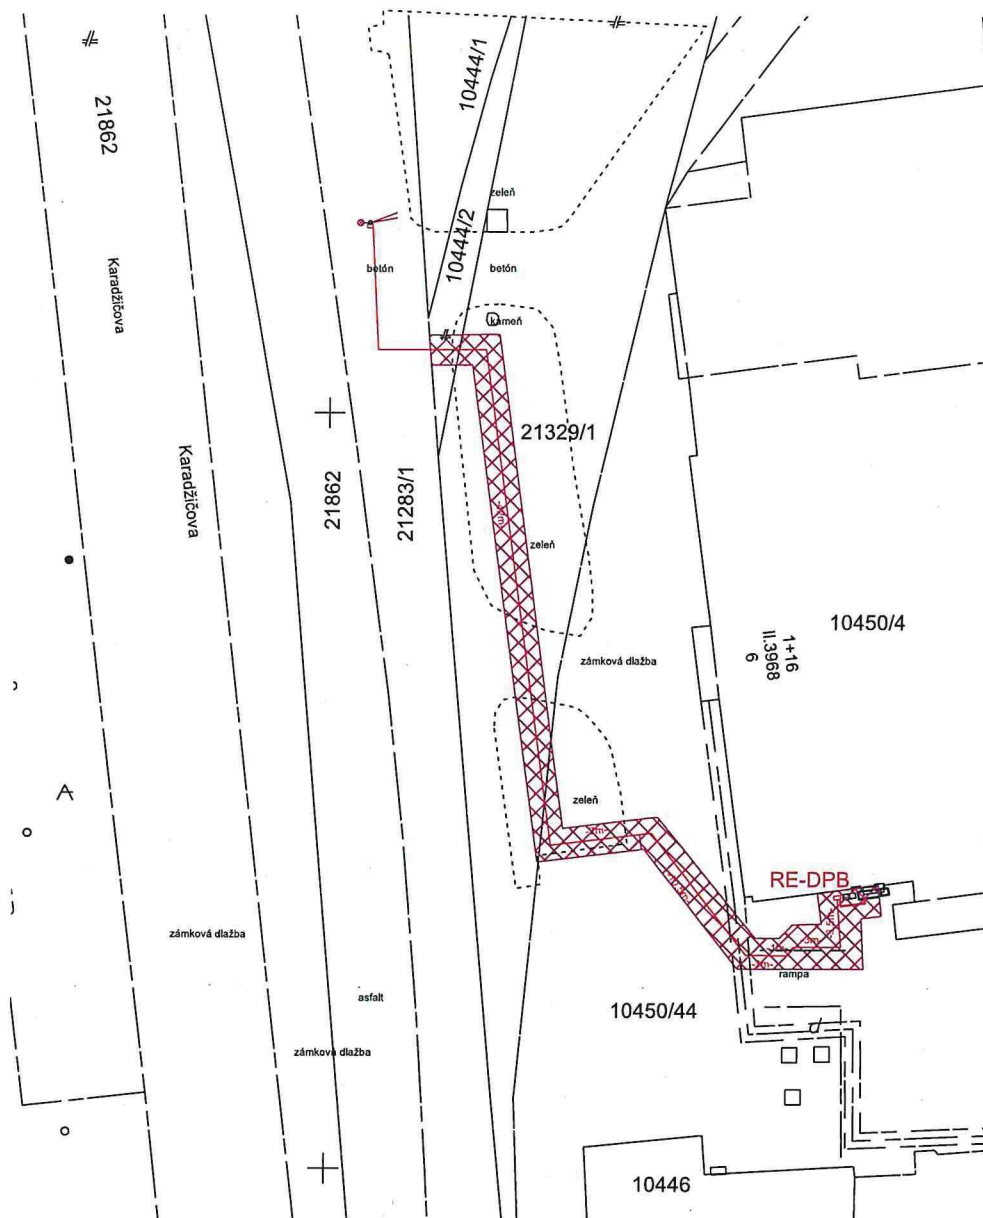 21862
10444/1
zeleň
10444/2
Karadžičova
betón
betón
kameň
21329/1
Karadžičova
21862
21283/1
zeleň
10450/4
1+16
II.3968
6
zámková dlažba
zeleň
-7m-
RE-DPB
zámková dlažba
-3m-
rampa
asfalt
10450/44
zámková dlažba
10446